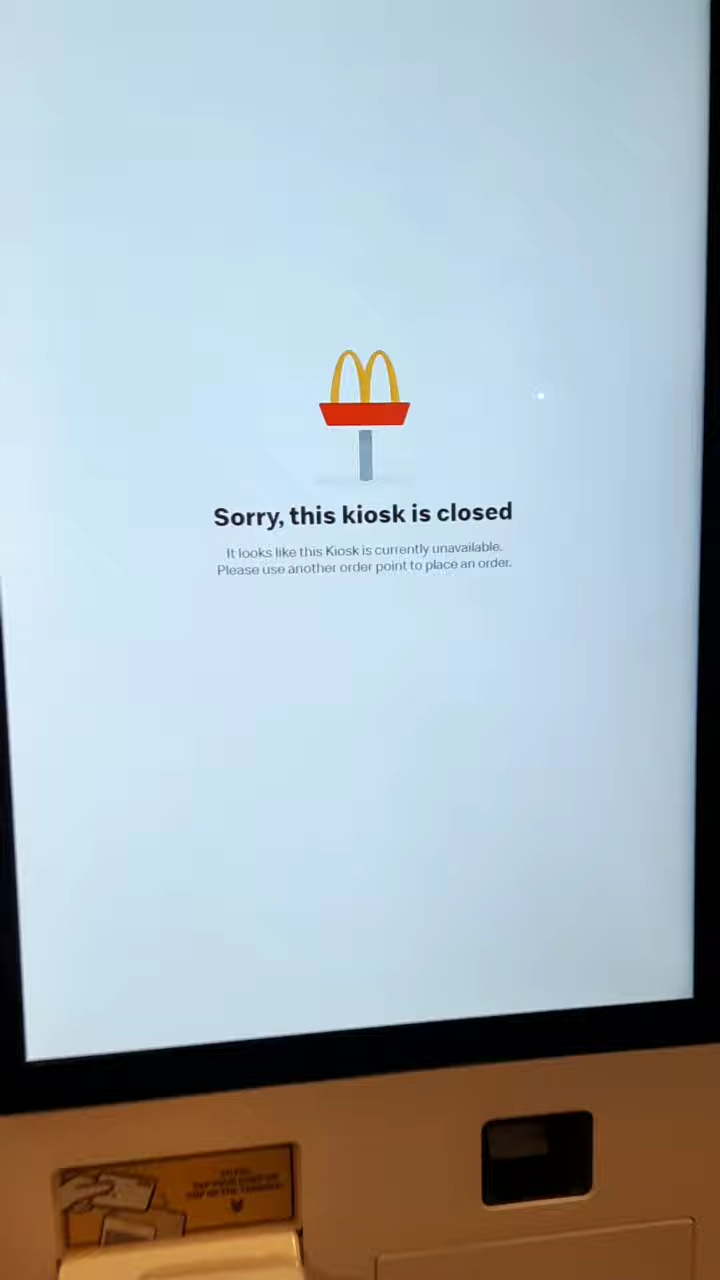 Sorry, this kiosk is closed
It looks like this Kiosk is currently unavailable.
Please use another order point to place an order.